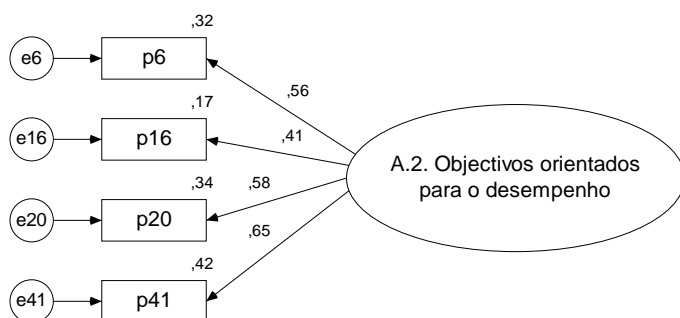 ,32
e6
p6
,56
,17
e16
p16
,41
A.2. Objectivos orientados
para o desempenho
,34
,58
e20
p20
,65
,42
e41
p41